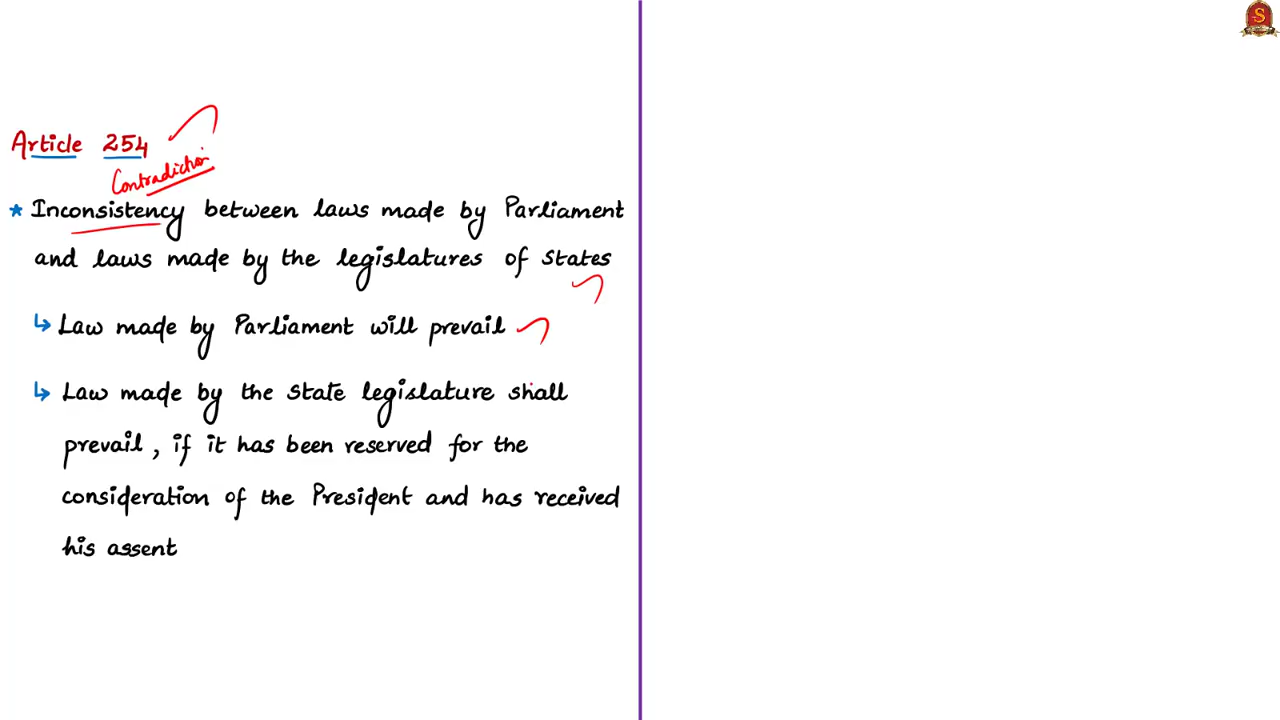 Article 254
Contradiction
* Inconsistency between laws made by Parliament
and laws made by the legislatures of States
↳ Law made by Parliament will prevail
↳ Law made by the State legislature shall
prevail, if it has been reserved for the
consideration of the President and has received
his assent
S